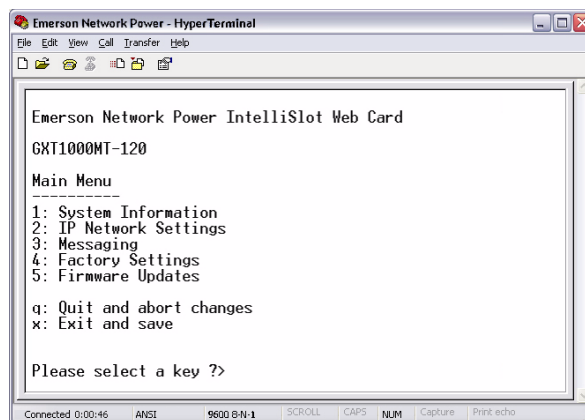 Emerson Network Power - HyperTerminal
File Edit View Call Transfer Help
Emerson Network Power IntelliSlot Web Card
GXT1000MT-120
Main Menu
----------
1: System Information
2: IP Network Settings
3: Messaging
4: Factory Settings
5: Firmware Updates
q: Quit and abort changes
x: Exit and save
Please select a key ?>
Connected 0:00:46 ANSI 9600 8-N-1 SCROLL CAPS NUM Capture Print echo